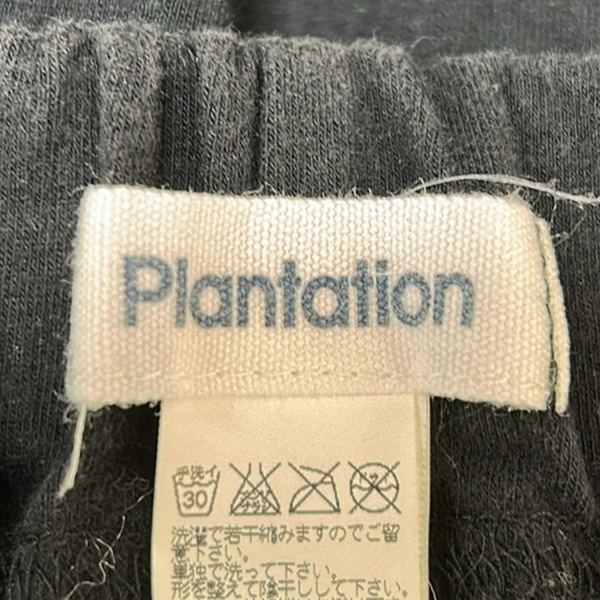 Plantation
手洗イ
30
洗濯で若干縮みますのでご留
意下さい。
単独で洗って下さい。
形を整えて陰干しして下さい。